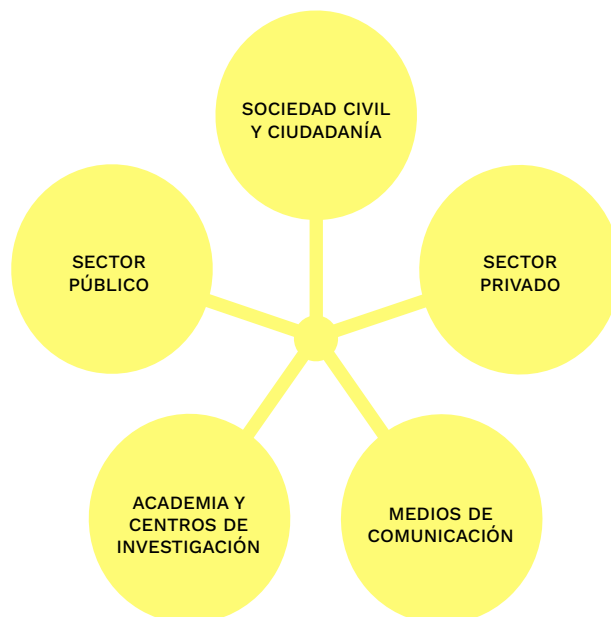 SOCIEDAD CIVIL
Y CIUDADANÍA
SECTOR
PÚBLICO
SECTOR
PRIVADO
ACADEMIA Y
CENTROS DE
INVESTIGACIÓN
MEDIOS DE
COMUNICACIÓN